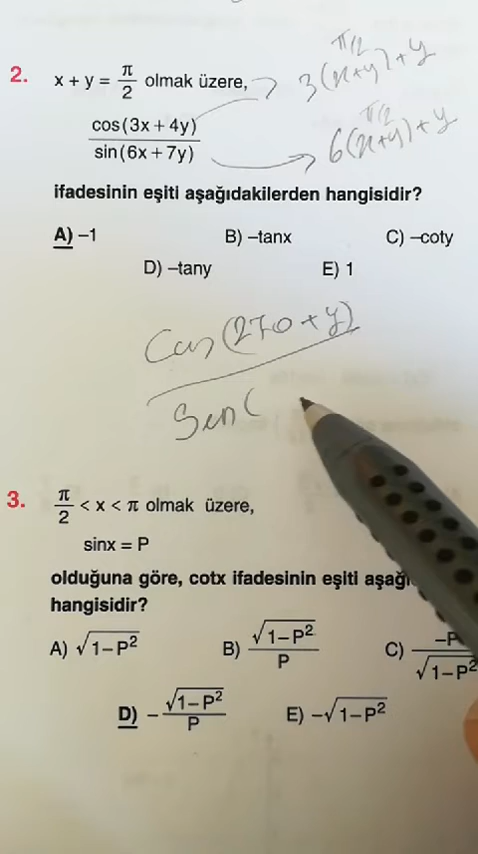 2. x + y = π/2 olmak üzere, → 3(x+y)+y
π/2
cos(3x + 4y)
sin(6x + 7y) → 6(x+y)+y
π/2
ifadesinin eşiti aşağıdakilerden hangisidir?
A) –1 B) –tanx C) –coty
D) –tany E) 1
Cos(270+y)
Sen(
3. π/2 < x < π olmak üzere,
sinx = P
olduğuna göre, cotx ifadesinin eşiti
hangisidir?
A) √1–P² B) √1–P²/P C) –P/√1–P²
D) –√1–P²/P E) –√1–P²